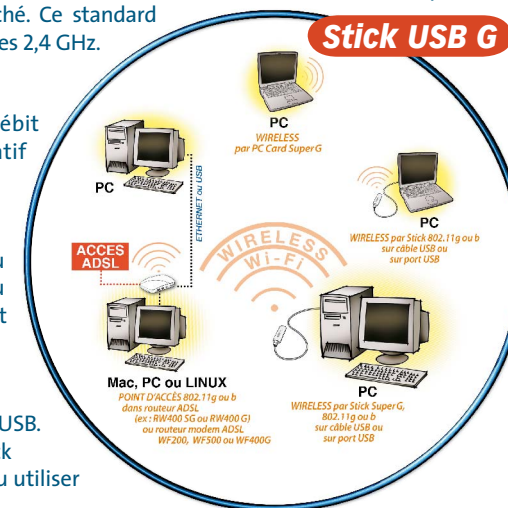 ché. Ce standard
es 2,4 GHz.
Stick USB G
ébit
tif
u
u
t
USB.
ck
u utiliser
PC
WIRELESS
par PC Card SuperG
PC
ETHERNET ou USB
PC
WIRELESS par Stick 802.11g ou b
sur câble USB ou
sur port USB
ACCES
ADSL
WIRELESS
Wi-Fi
Mac, PC ou LINUX
POINT D'ACCÈS 802.11g ou b
dans routeur ADSL
(ex : RW400 SG ou RW400 G)
ou routeur modem ADSL
WF200, WF500 ou WF400G
PC
WIRELESS par Stick SuperG,
802.11g ou b
sur câble USB ou
sur port USB